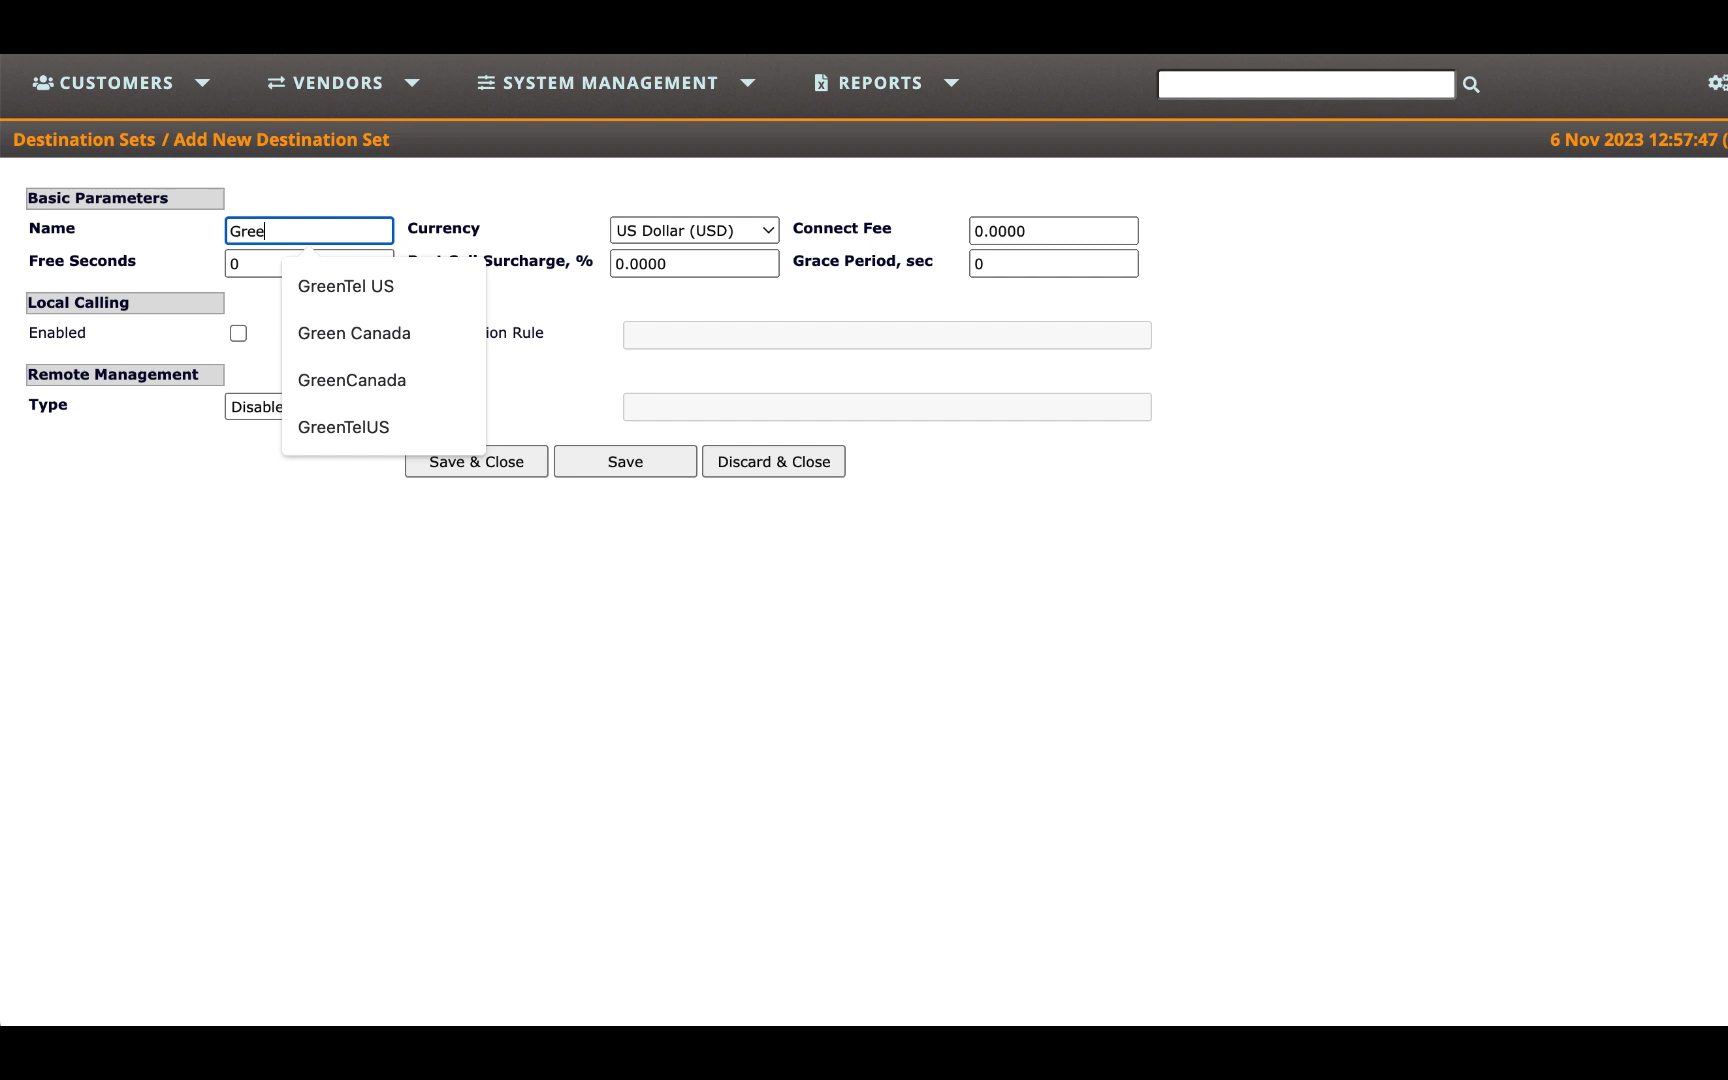 CUSTOMERS VENDORS SYSTEM MANAGEMENT REPORTS
Destination Sets / Add New Destination Set 6 Nov 2023 12:57:47 (
Basic Parameters
Name Gree Currency US Dollar (USD) Connect Fee 0.0000
Free Seconds 0 Surcharge, % 0.0000 Grace Period, sec 0
GreenTel US
Local Calling
Enabled Green Canada ion Rule
Remote Management GreenCanada
Type Disable
GreenTelUS
Save & Close Save Discard & Close